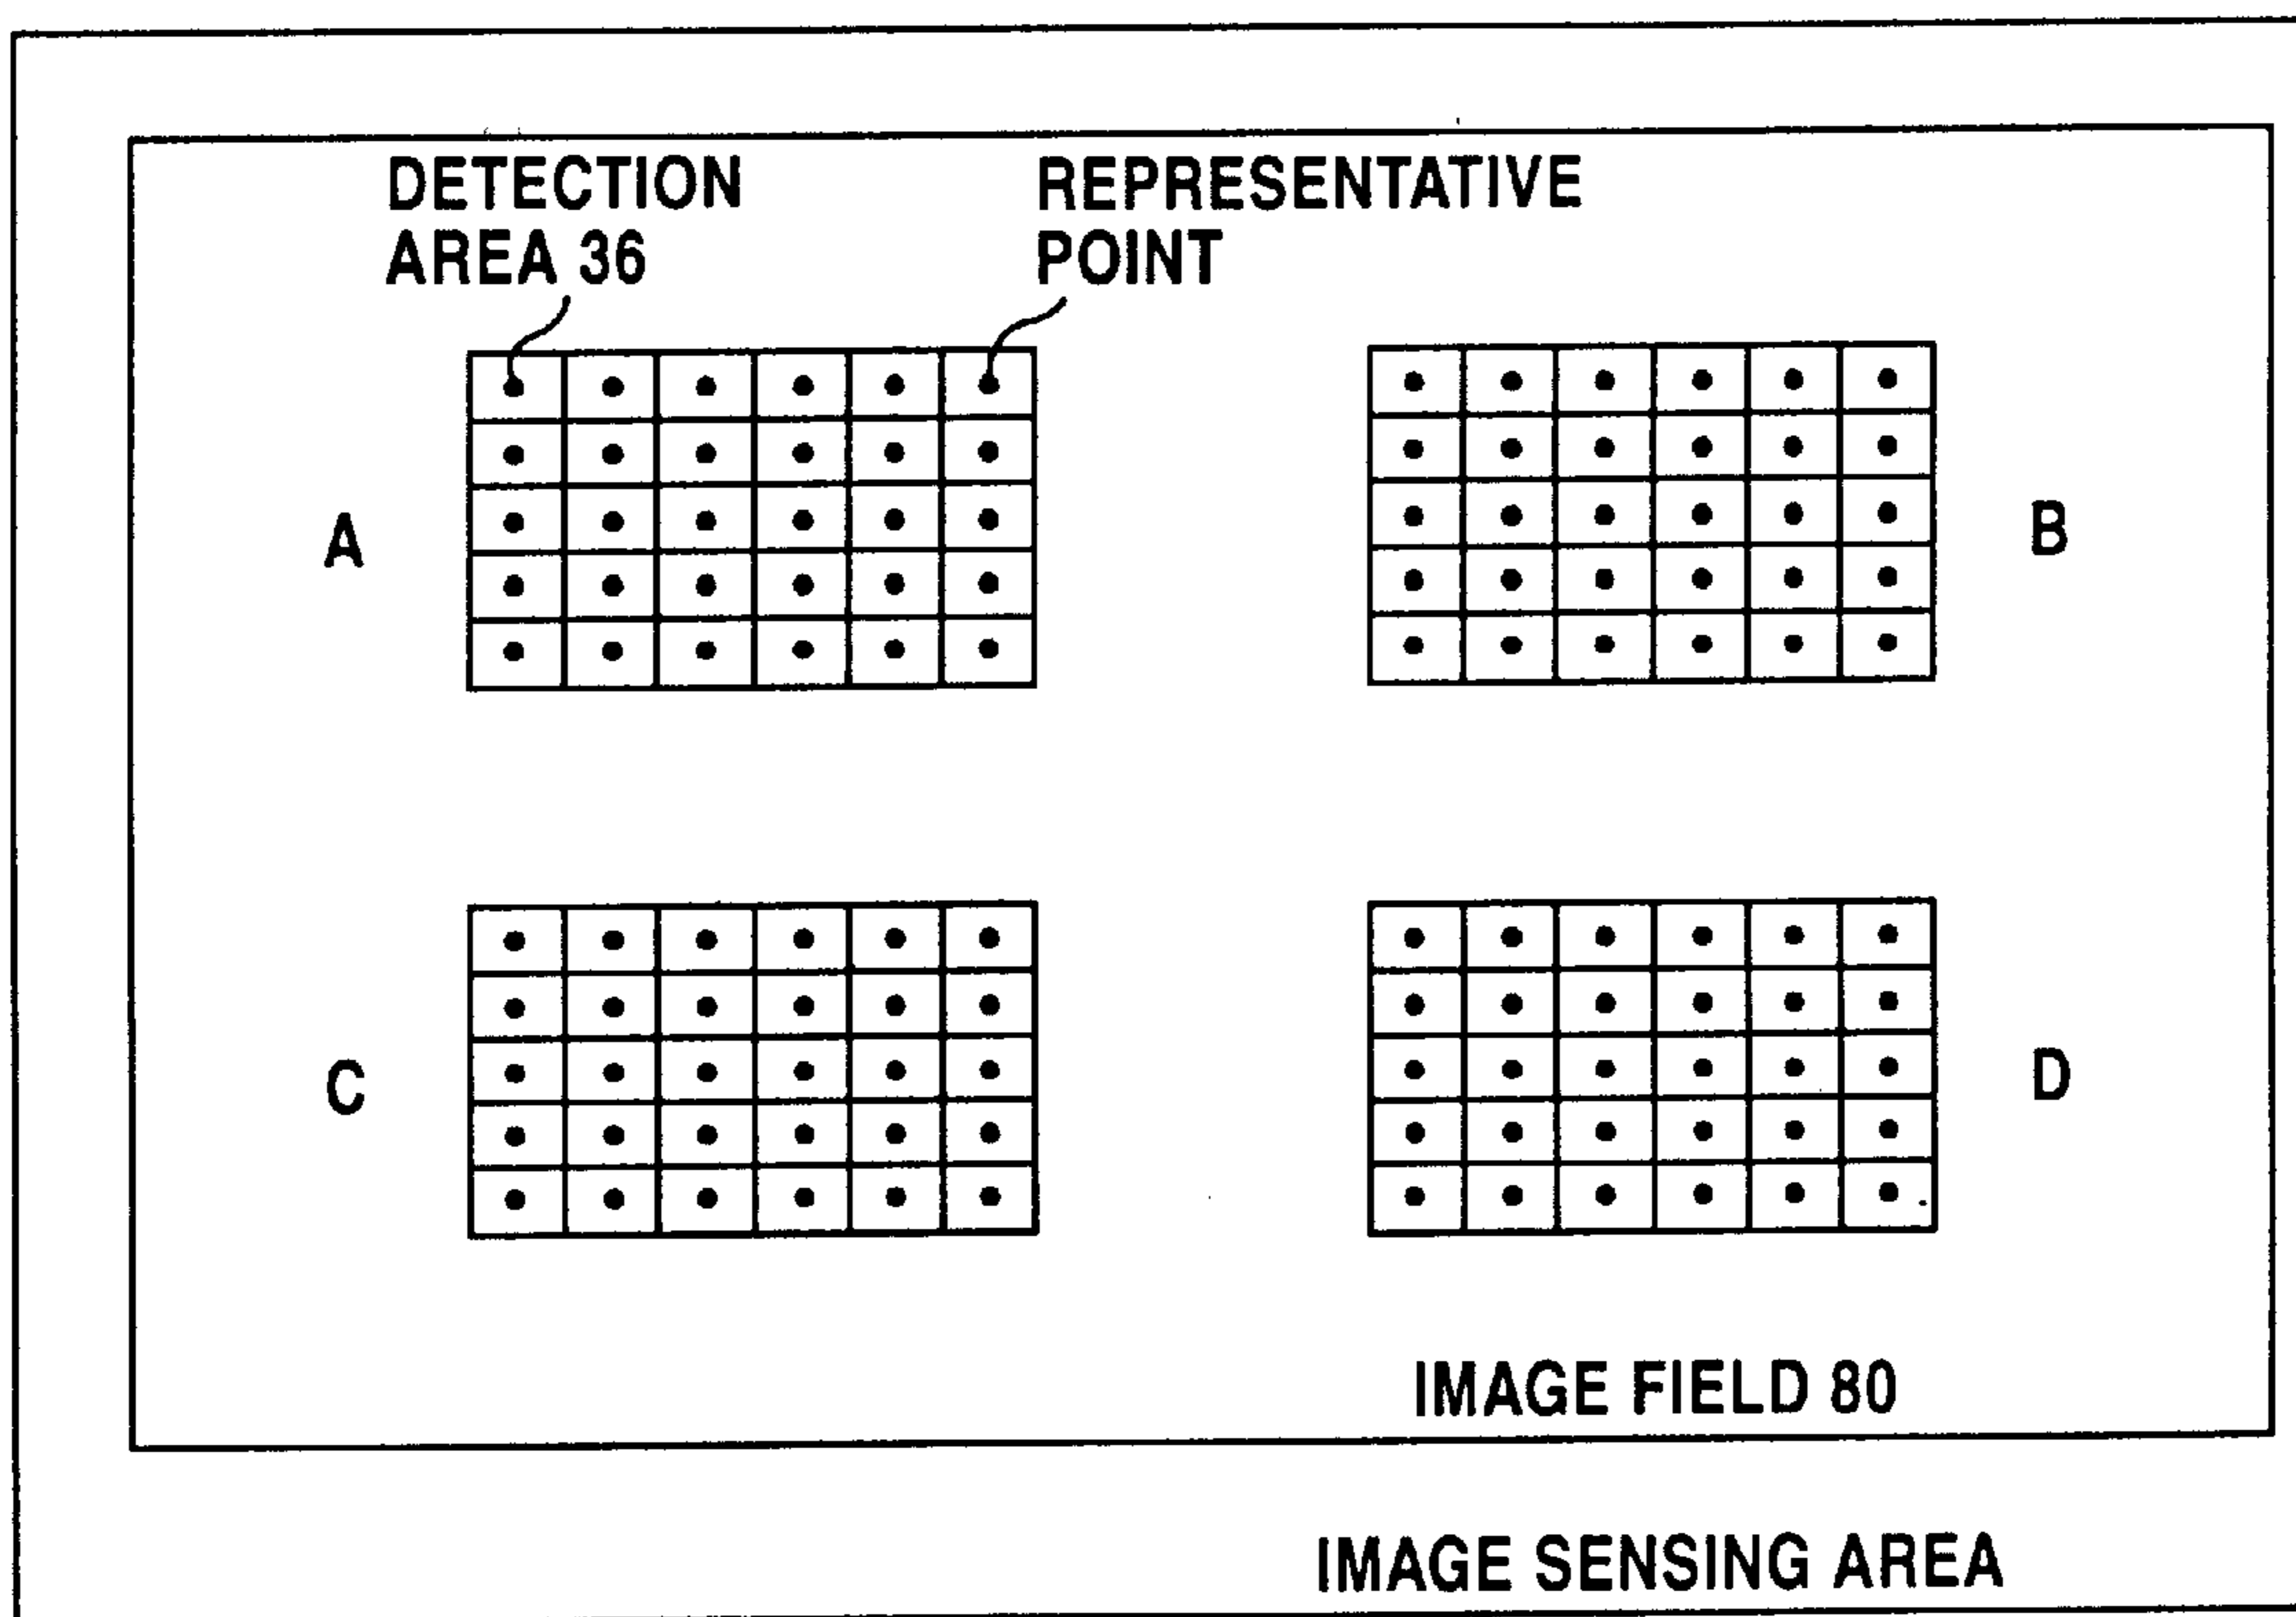 DETECTION
AREA 36
REPRESENTATIVE
POINT
A
B
C
D
IMAGE FIELD 80
IMAGE SENSING AREA